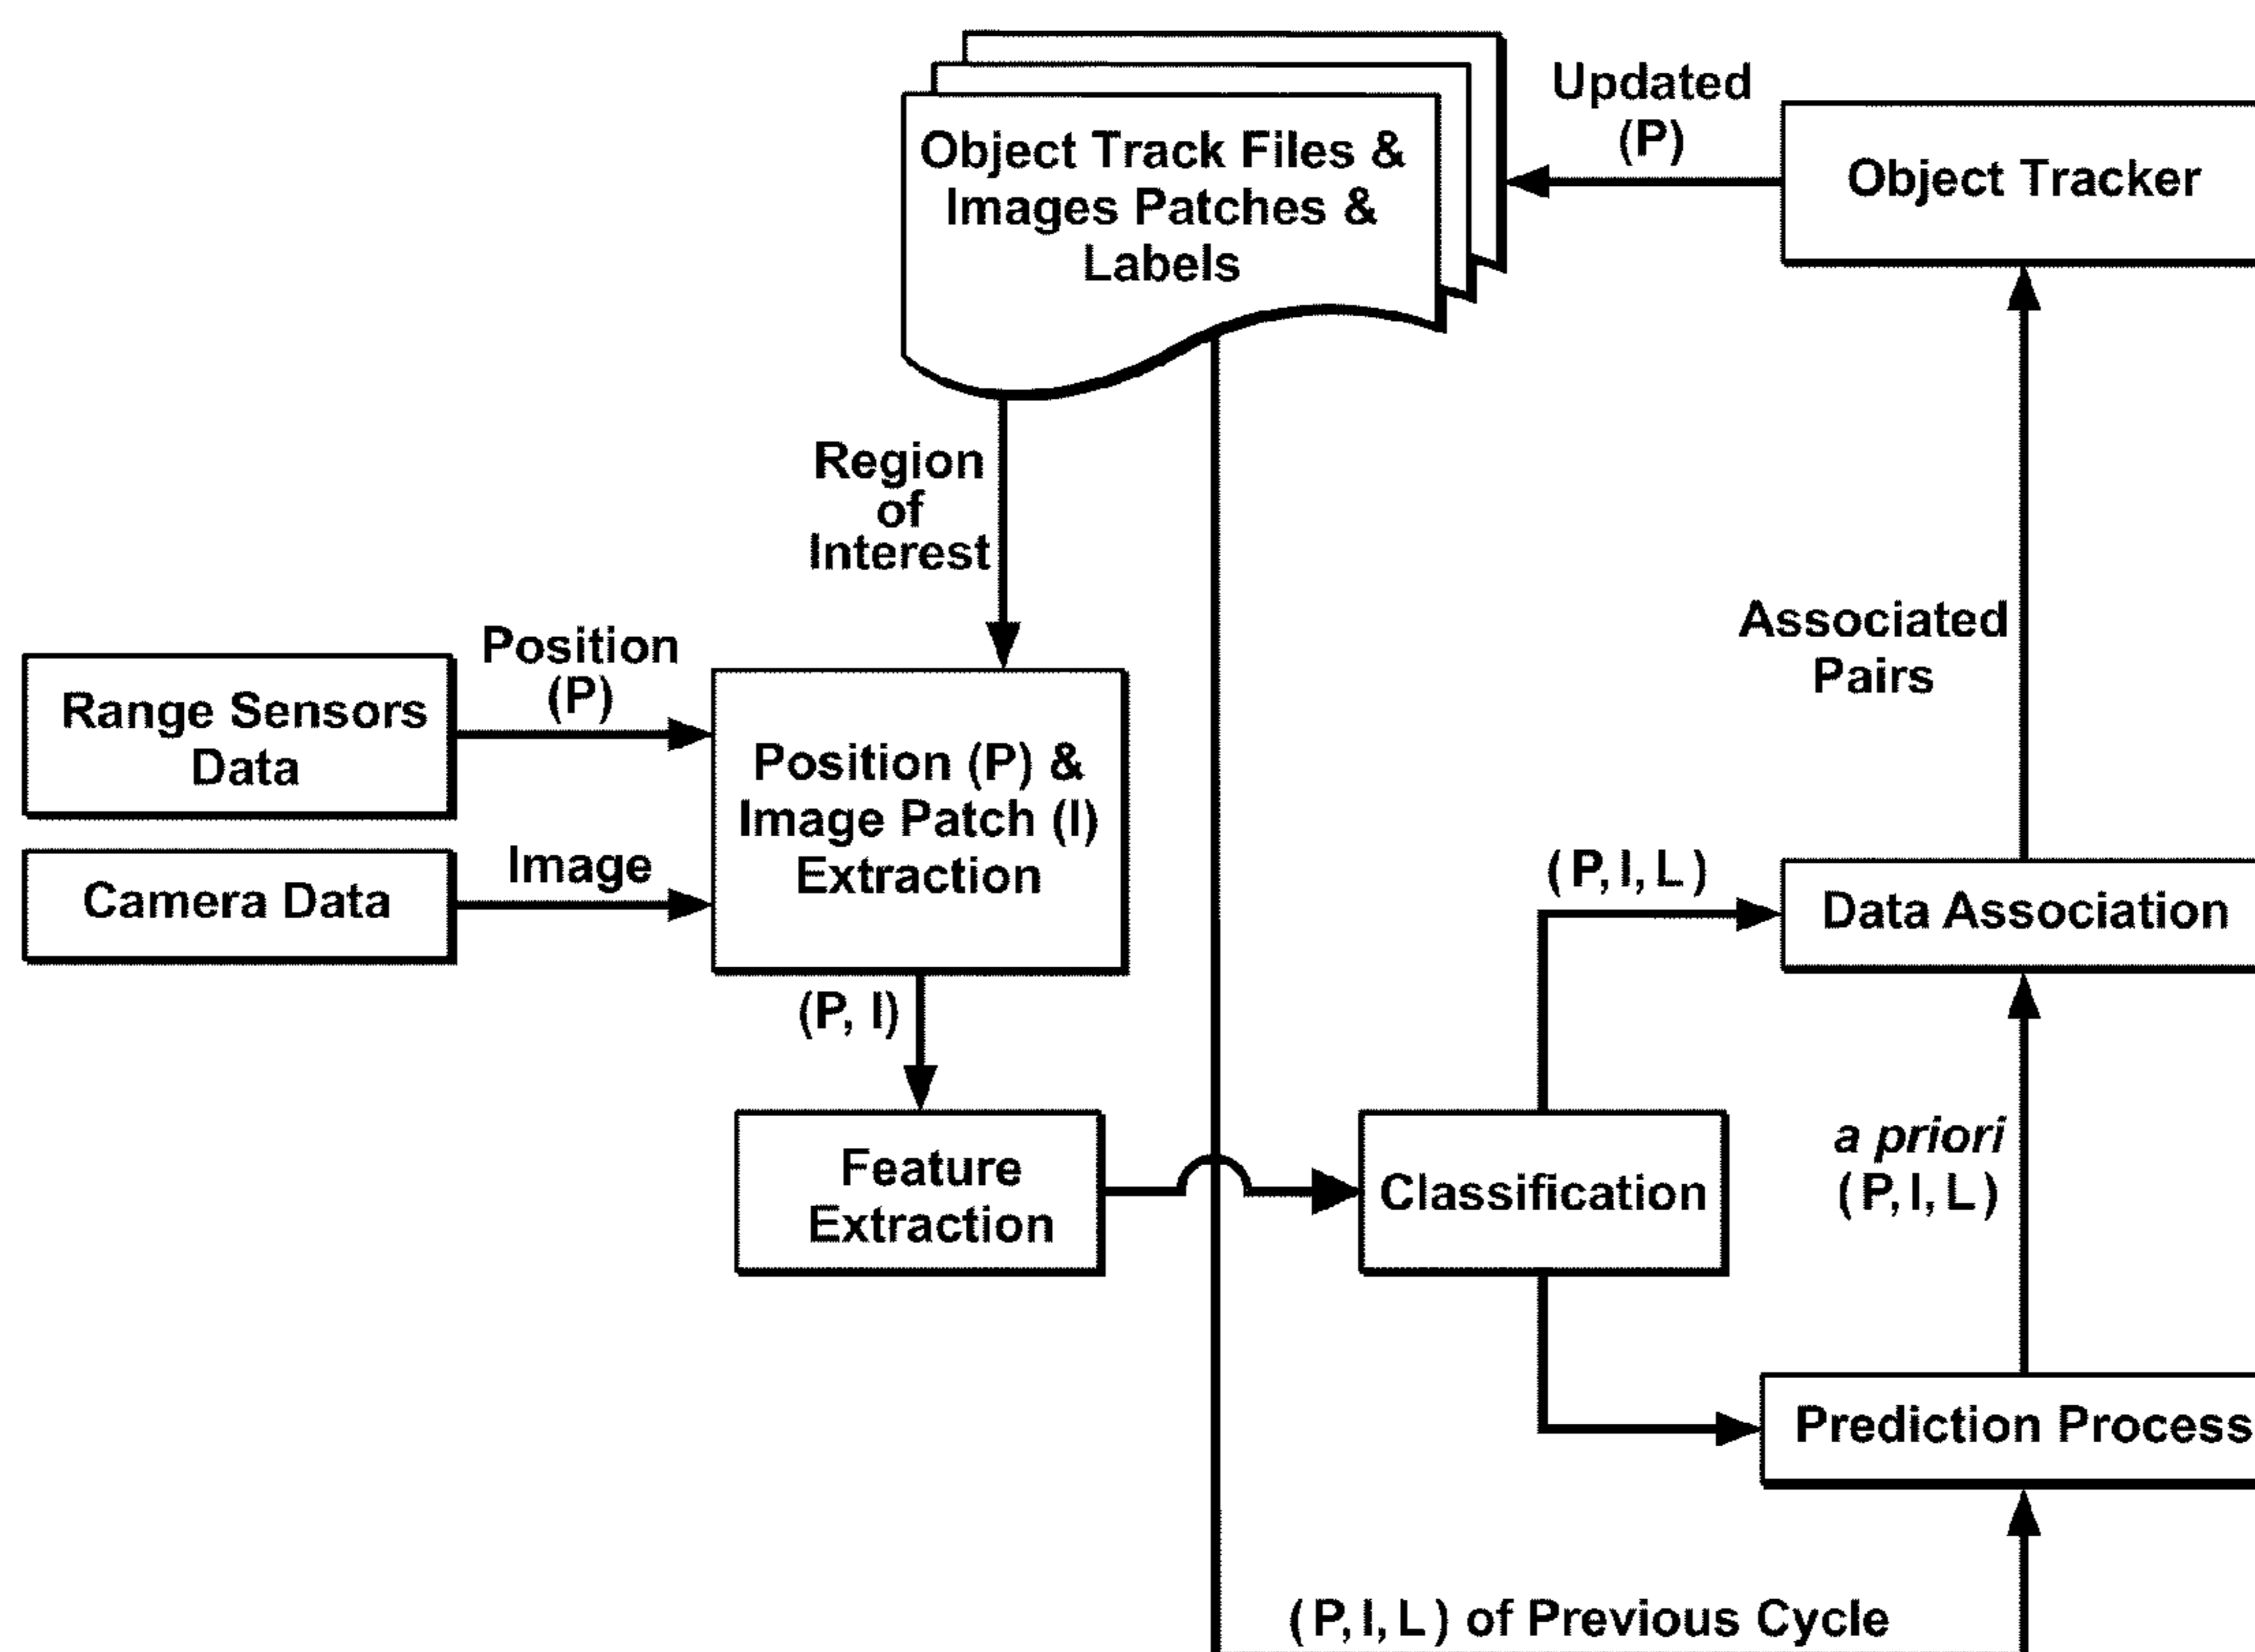 Object Track Files &
Images Patches &
Labels
Updated
(P)
Object Tracker
Region
of
Interest
Associated
Pairs
Range Sensors
Data
Position
(P)
Position (P) &
Image Patch (I)
Extraction
Camera Data
Image
(P, I)
(P, I, L)
Data Association
Feature
Extraction
Classification
a priori
(P, I, L)
Prediction Process
(P, I, L) of Previous Cycle